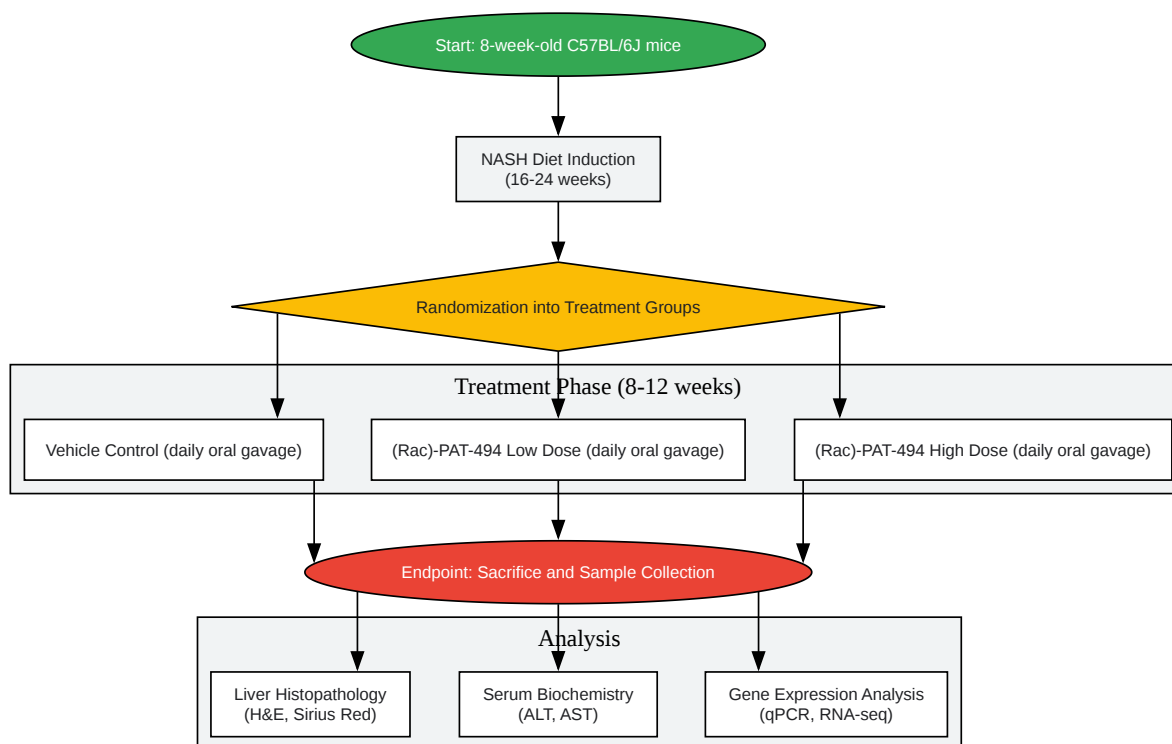 Start: 8-week-old C57BL/6J mice
NASH Diet Induction
(16-24 weeks)
Randomization into Treatment Groups
Treatment Phase (8-12 weeks)
Vehicle Control (daily oral gavage)
(Rac)-PAT-494 Low Dose (daily oral gavage)
(Rac)-PAT-494 High Dose (daily oral gavage)
Endpoint: Sacrifice and Sample Collection
Analysis
Liver Histopathology
(H&E, Sirius Red)
Serum Biochemistry
(ALT, AST)
Gene Expression Analysis
(qPCR, RNA-seq)